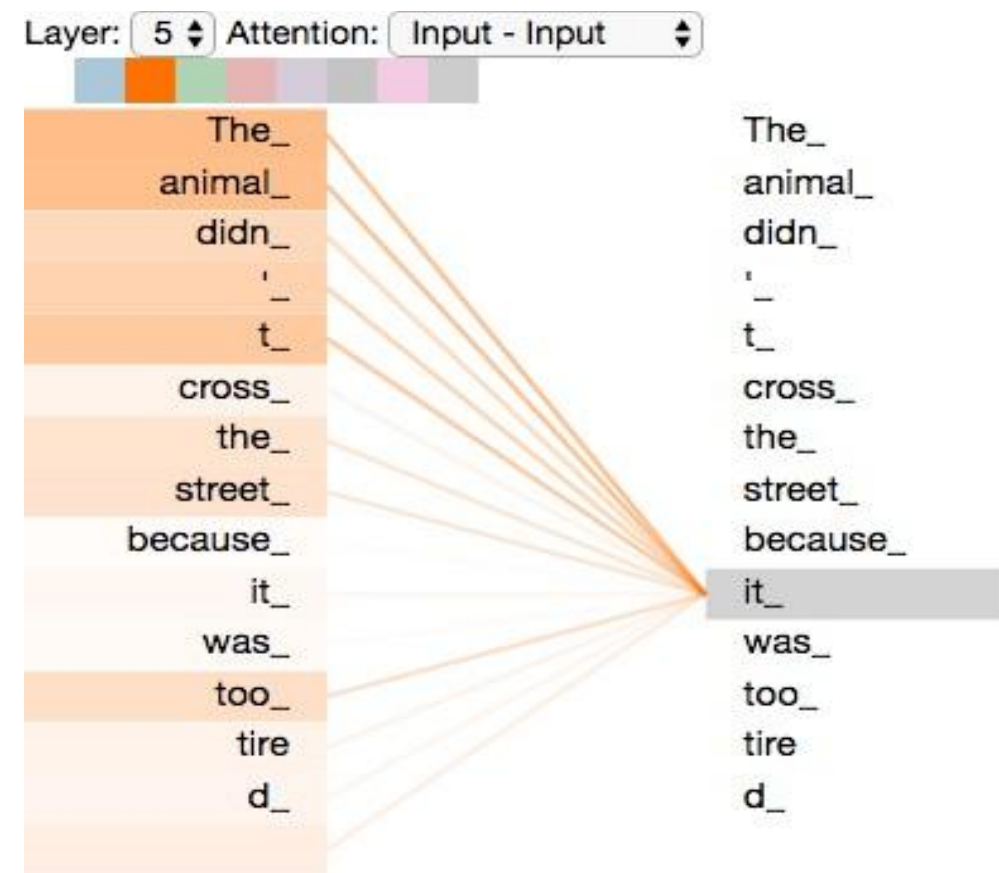 Layer: 5 Attention: Input - Input
The_ The_
animal_ animal_
didn_ didn_
'_ '_
t_ t_
cross_ cross_
the_ the_
street_ street_
because_ because_
it_ it_
was_ was_
too_ too_
tire tire
d_ d_